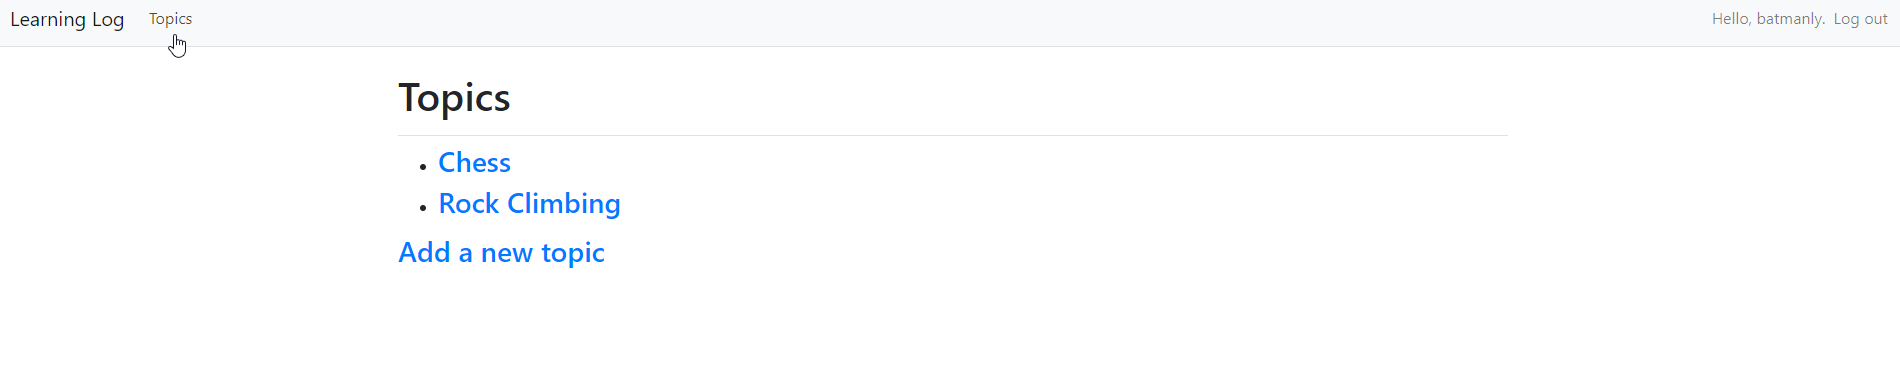 Learning Log Topics Hello, batmanly. Log out
Topics
Chess
Rock Climbing
Add a new topic